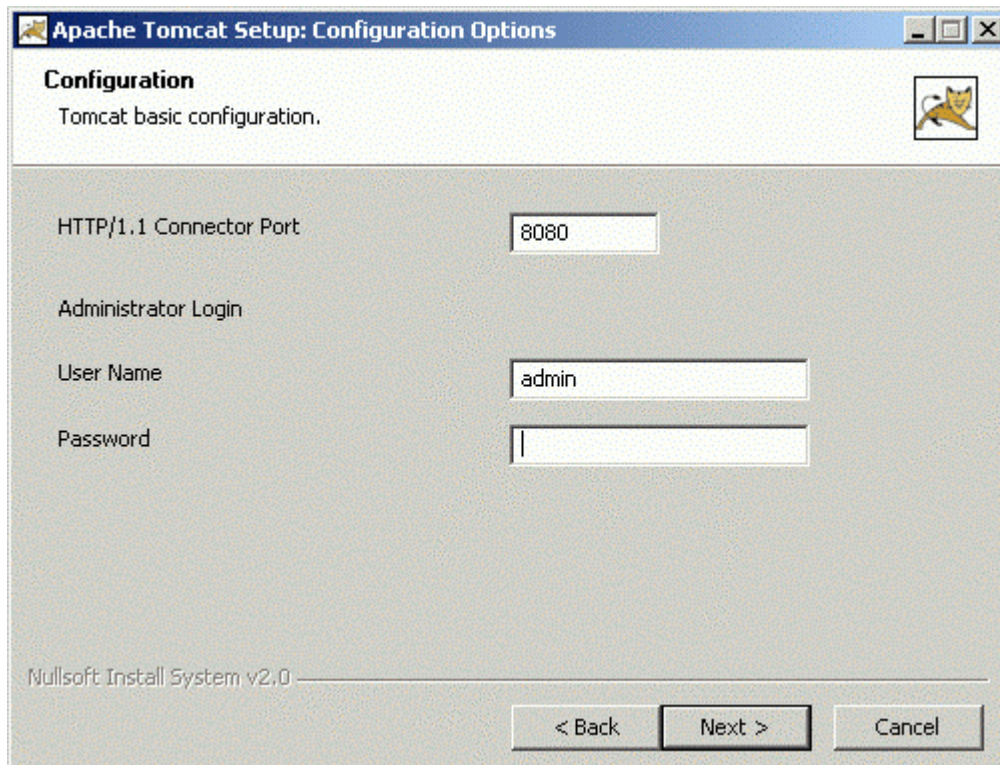 Apache Tomcat Setup: Configuration Options
Configuration
Tomcat basic configuration.
HTTP/1.1 Connector Port
8080
Administrator Login
User Name
admin
Password
Nullsoft Install System v2.0
< Back
Next >
Cancel